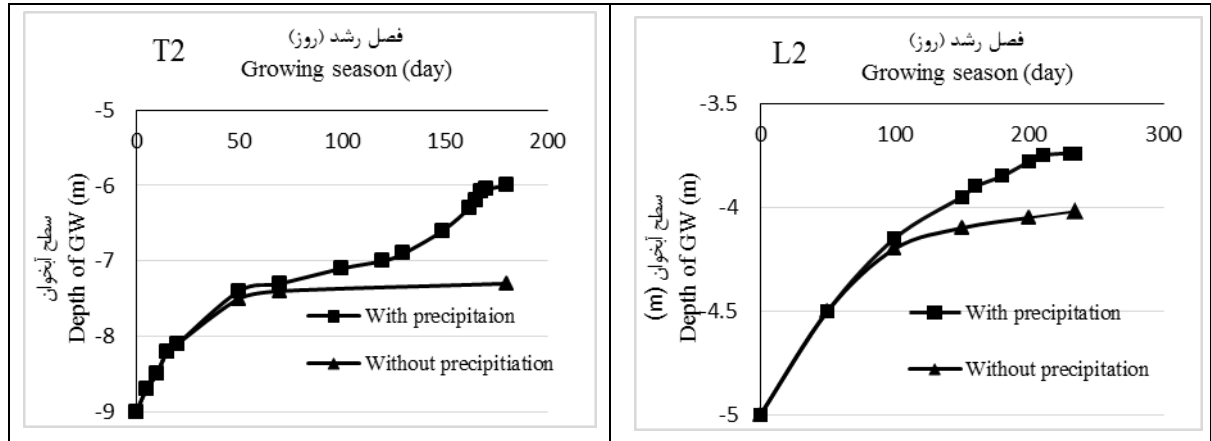 T2
فصل رشد (روز)
Growing season (day)
-5
0
50
100
150
200
-6
-7
-8
-9
سطح آبخوان
Depth of GW (m)
With precipitaion
Without precipitiation
L2
فصل رشد (روز)
Growing season (day)
-3.5
0
100
200
300
-4
-4.5
-5
سطح آبخوان (m)
Depth of GW (m)
With precipitation
Without precipitation